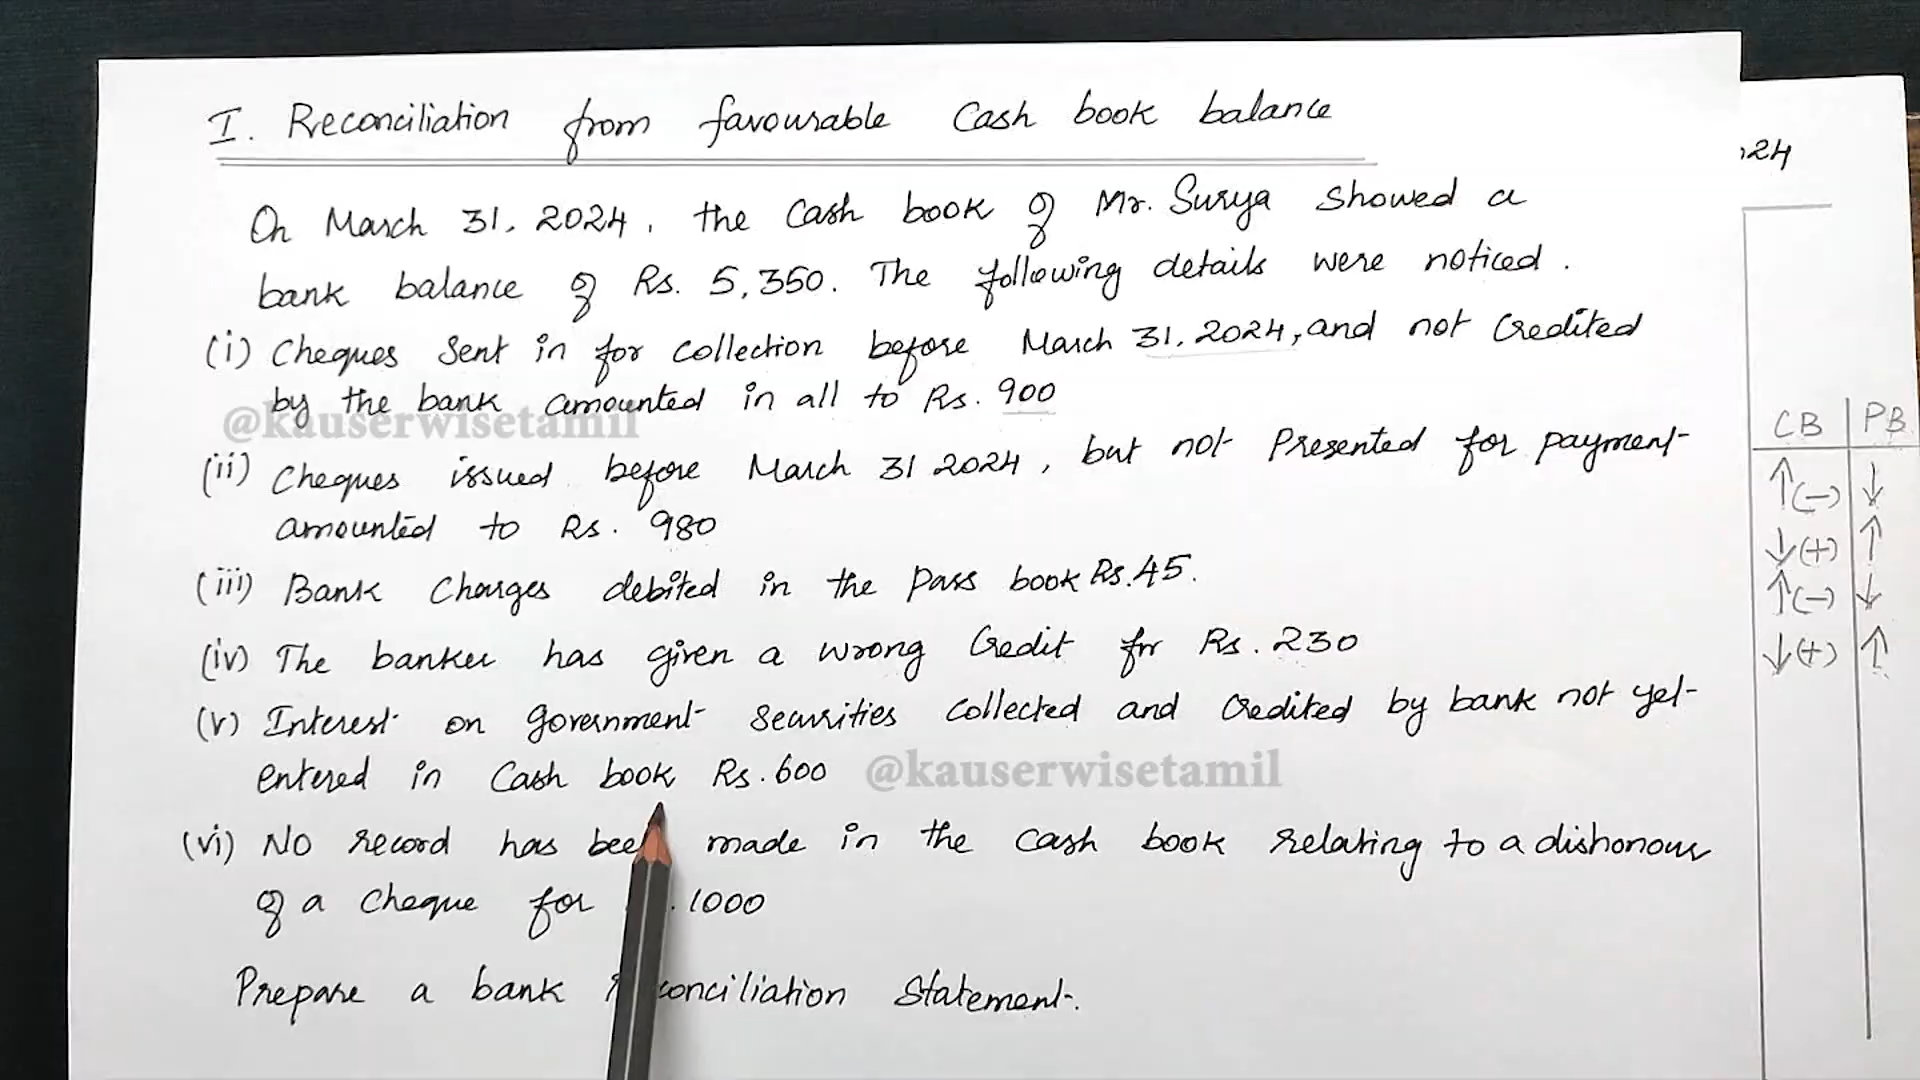 I. Reconciliation from favourable Cash book balance
On March 31, 2024, the Cash book of Mr. Surya showed a
bank balance of Rs. 5,350. The following details were noticed.
(i) Cheques sent in for collection before March 31, 2024, and not credited
by the bank amounted in all to Rs. 900
@kauserwisetamil
(ii) Cheques issued before March 31 2024, but not presented for payment
amounted to Rs. 980
(iii) Bank charges debited in the pass book Rs. 45.
(iv) The banker has given a wrong credit for Rs. 230
(v) Interest on government securities collected and credited by bank not yet
entered in Cash book Rs. 600
@kauserwisetamil
(vi) No record has been made in the cash book relating to a dishonour
of a cheque for .1000
Prepare a bank conciliation statement.
24
CB PB
↑(-) ↓
↓(+) ↑
↑(-) ↓
↓(+) ↑